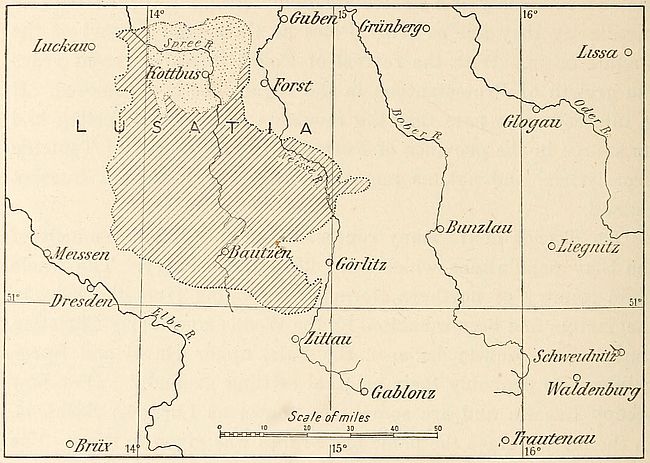 14° 15 16°
Guben
Grünberg
Luckau
Spree R.
Lissa
Kottbus
Forst
Oder R.
Glogau
Bober R.
LUSATIA
Neisse R.
Bunzlau
Liegnitz
Meissen
Bautzen
Görlitz
51° 51°
Dresden
Elbe R.
Zittau
Schweidnitz
Waldenburg
Gablonz
Scale of miles
0 10 20 30 40 50
Brüx
Trautenau
14° 15° 16°